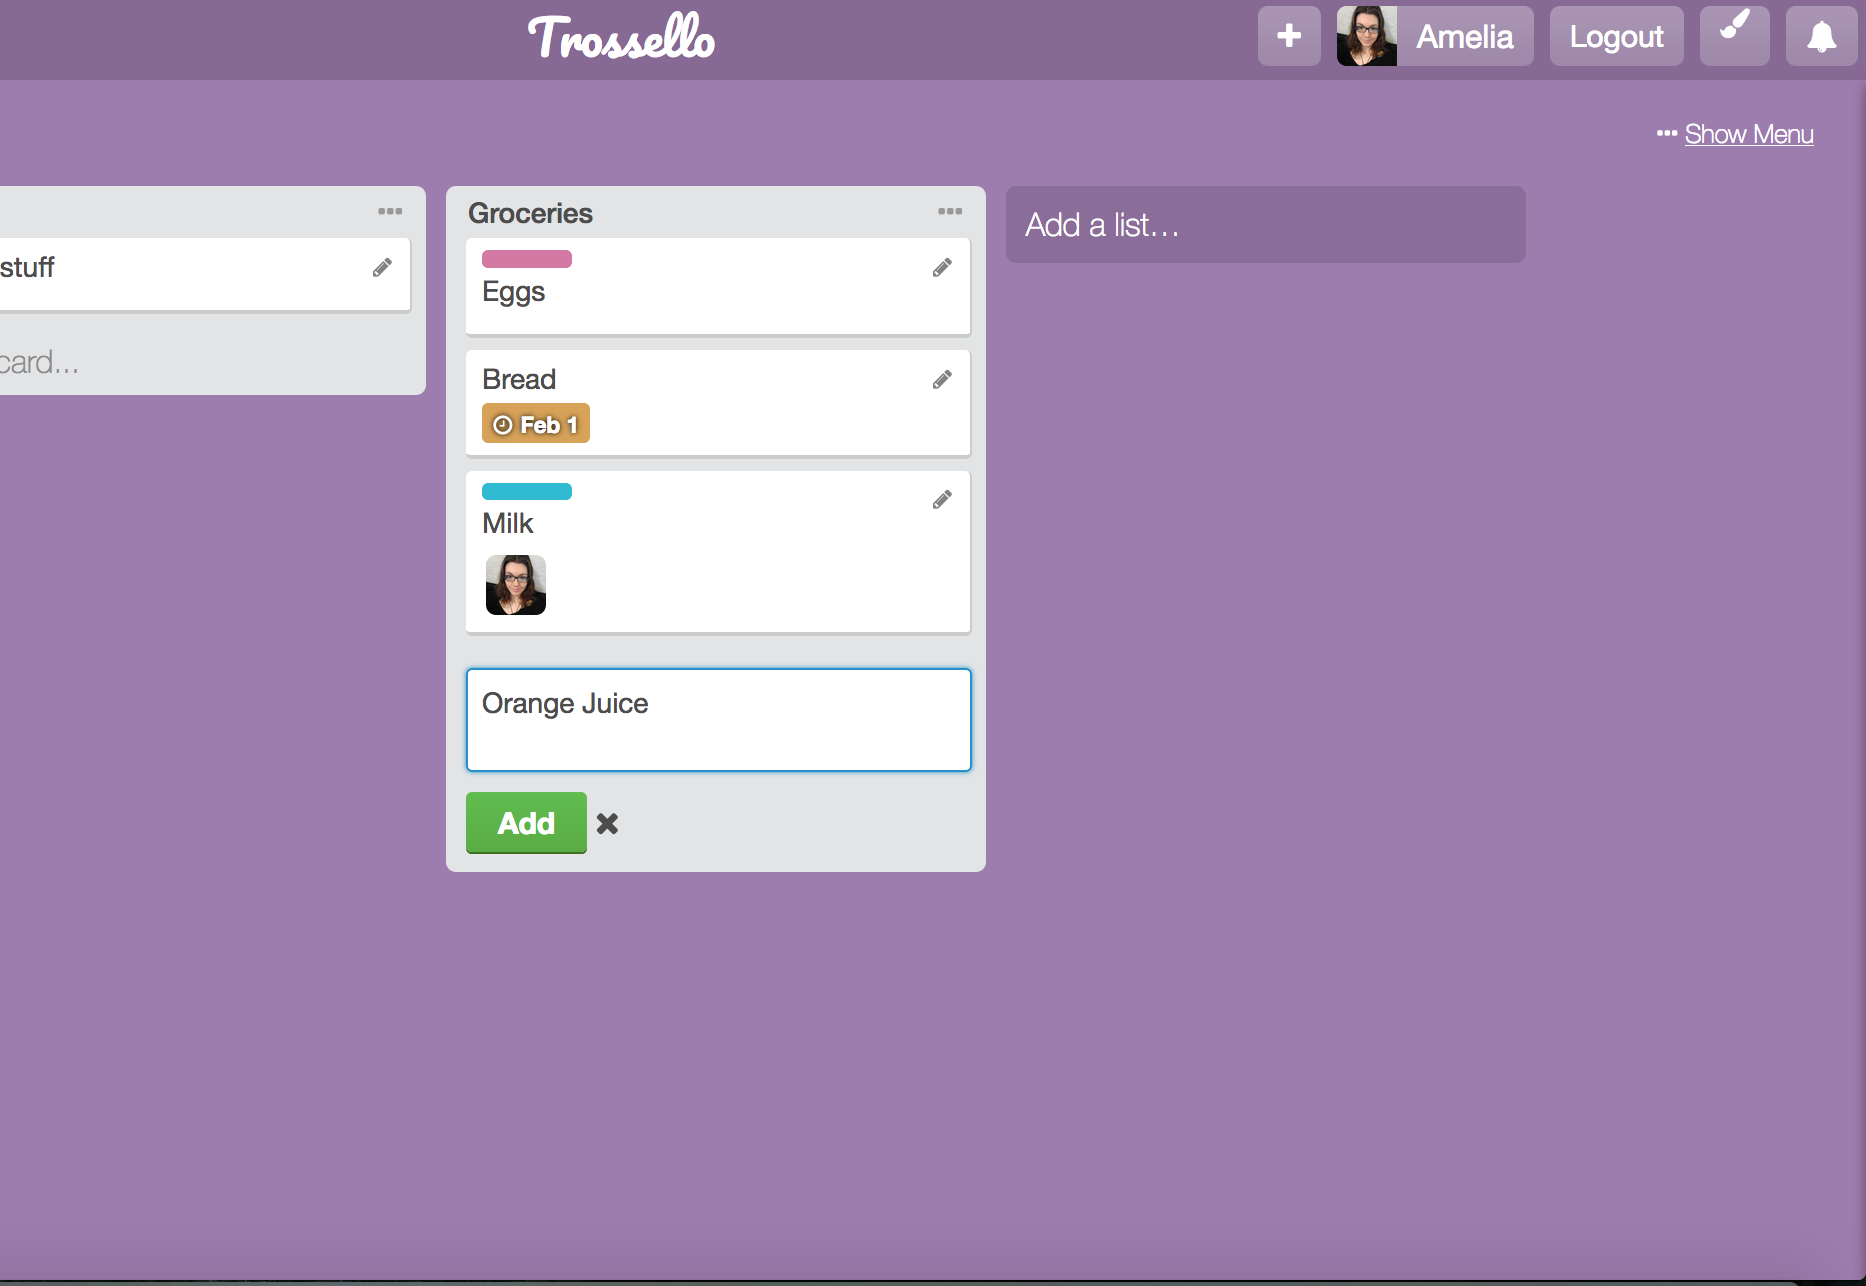 Trossello
Amelia
Logout
Show Menu
stuff
card...
Groceries
Eggs
Bread
Feb 1
Milk
Orange Juice
Add
Add a list...